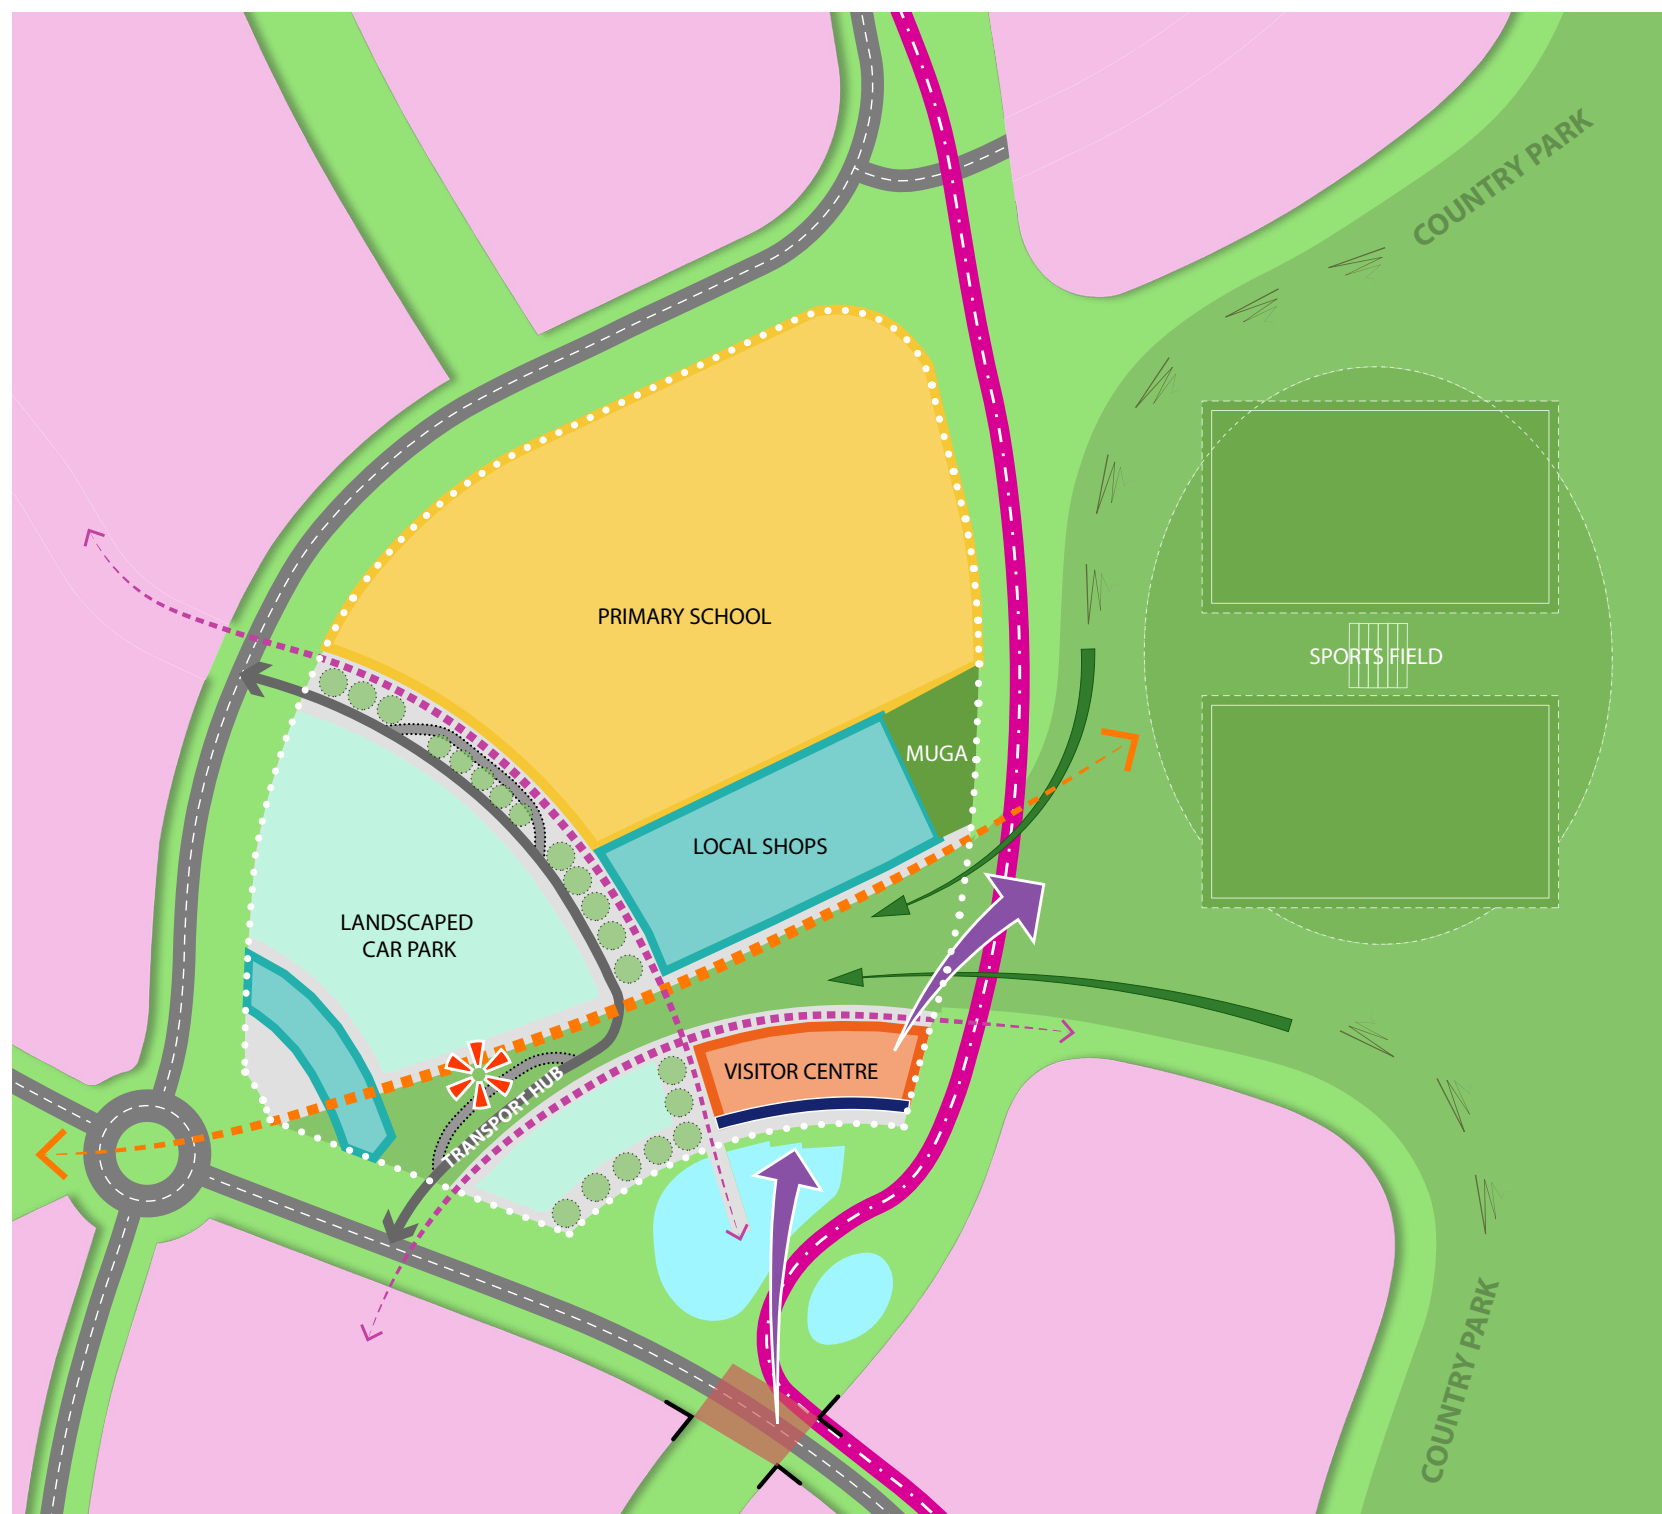 COUNTRY PARK
PRIMARY SCHOOL
SPORTS FIELD
MUGA
LOCAL SHOPS
LANDSCAPED
CAR PARK
VISITOR CENTRE
TRANSPORT HUB
COUNTRY PARK